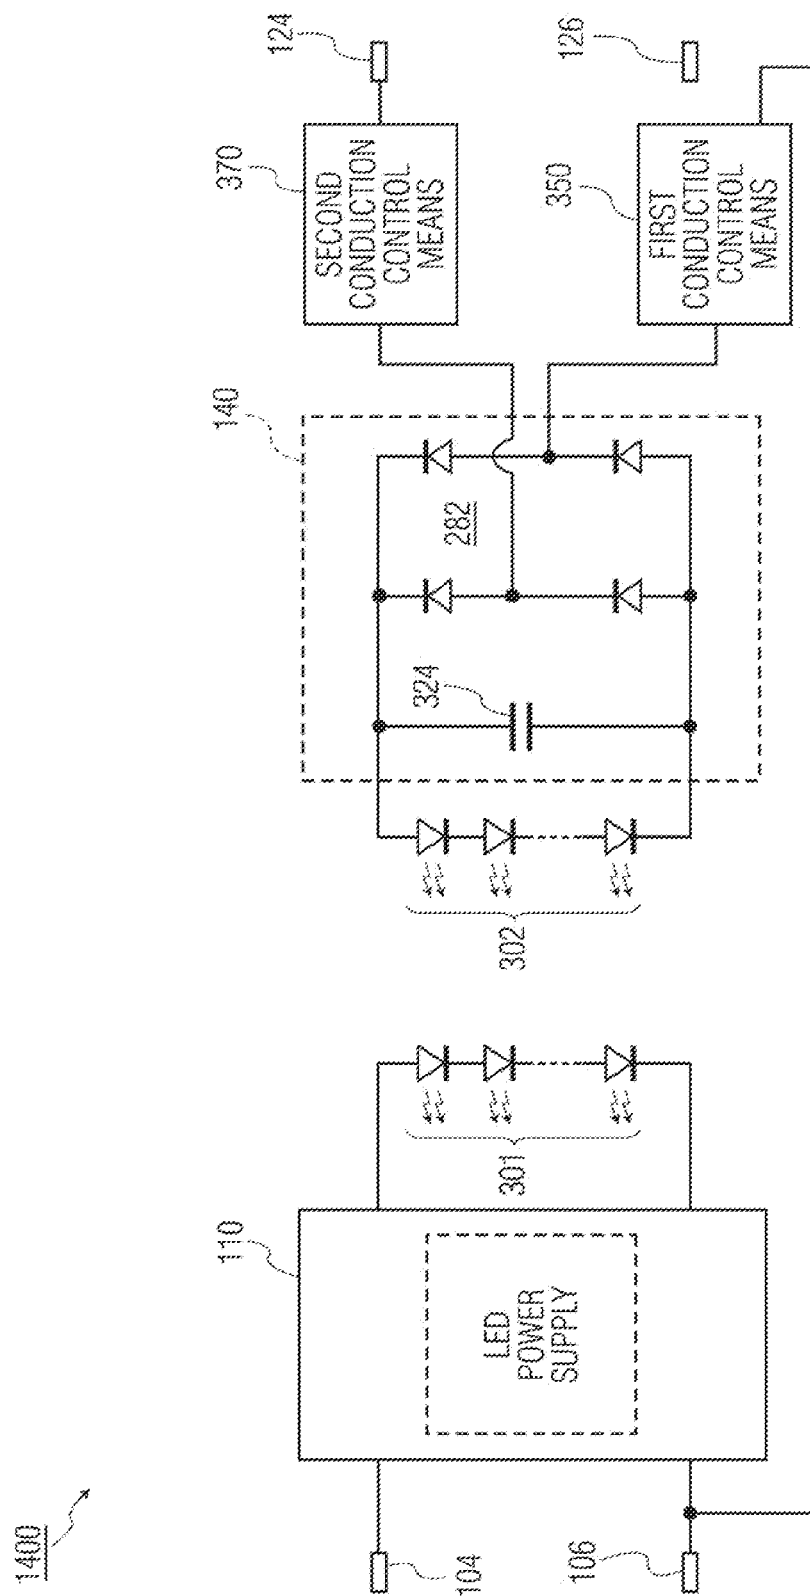 1400
104
106
110
LED
POWER
SUPPLY
301
302
140
324
282
370
SECOND
CONDUCTION
CONTROL
MEANS
124
350
FIRST
CONDUCTION
CONTROL
MEANS
126